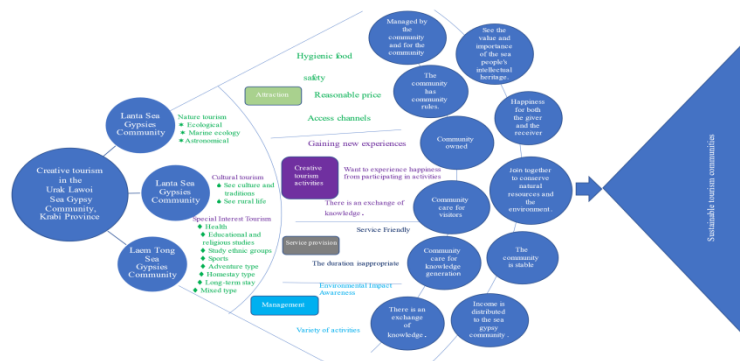 Creative tourism
in the
Urak Lawoi
Sea Gypsy
Community,
Krabi Province
Lanta Sea
Gypsies
Community
Lanta Sea
Gypsies
Community
Laem Tong
Sea
Gypsies
Community
Nature tourism
Ecological
Marine ecology
Astronomical
Cultural tourism
See culture and
traditions
See rural life
Special Interest Tourism
Health
Educational and
religious studies
Study ethnic groups
Sports
Adventure type
Homestay type
Long-term stay
Mixed type
Hygienic food
safety
Attraction
Reasonable price
Access channels
Gaining new experiences
Creative
tourism
activities
Want to experience happiness
from participating in activities
There is an exchange of
knowledge.
Service Friendly
Service provision
The duration inappropriate
Environmental Impact
Awareness
Management
Variety of activities
Managed by
the
community
and for the
community
The
community
has
community
rules.
Community
owned
Community
care for
visitors
Community
care for
knowledge
generation
There is an
exchange
of
knowledge.
See the
value and
importance
of the sea
people's
intellectual
heritage.
Happiness
for both
the giver
and the
receiver
Join together
to conserve
natural
resources and
the
environment.
The
community
is stable
Income is
distributed
to the sea
gypsy
community.
Sustainable tourism communities